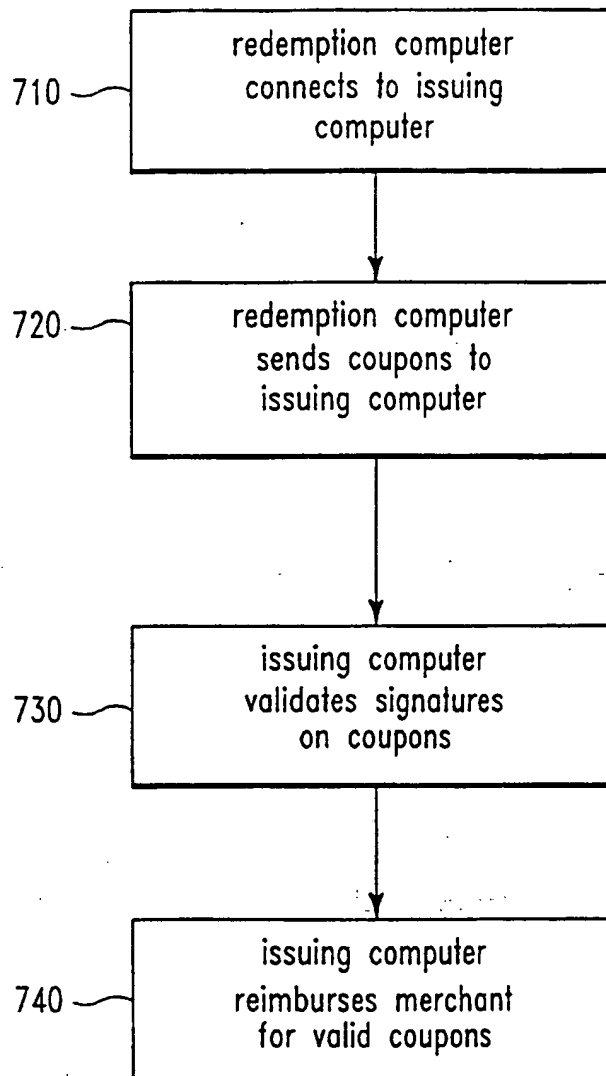 redemption computer
connects to issuing
computer
710
redemption computer
sends coupons to
issuing computer
720
issuing computer
validates signatures
on coupons
730
issuing computer
reimburses merchant
for valid coupons
740